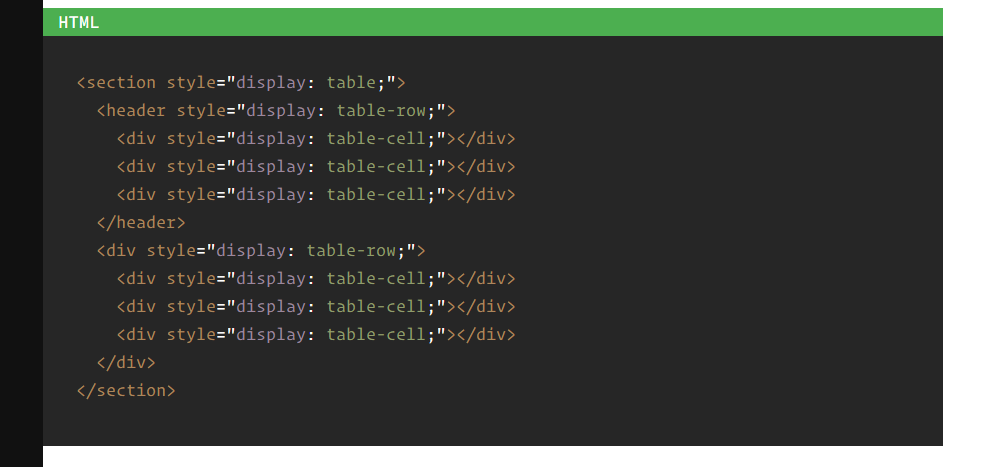 HTML
<section style="display: table;">
  <header style="display: table-row;">
    <div style="display: table-cell;"></div>
    <div style="display: table-cell;"></div>
    <div style="display: table-cell;"></div>
  </header>
  <div style="display: table-row;">
    <div style="display: table-cell;"></div>
    <div style="display: table-cell;"></div>
    <div style="display: table-cell;"></div>
  </div>
</section>